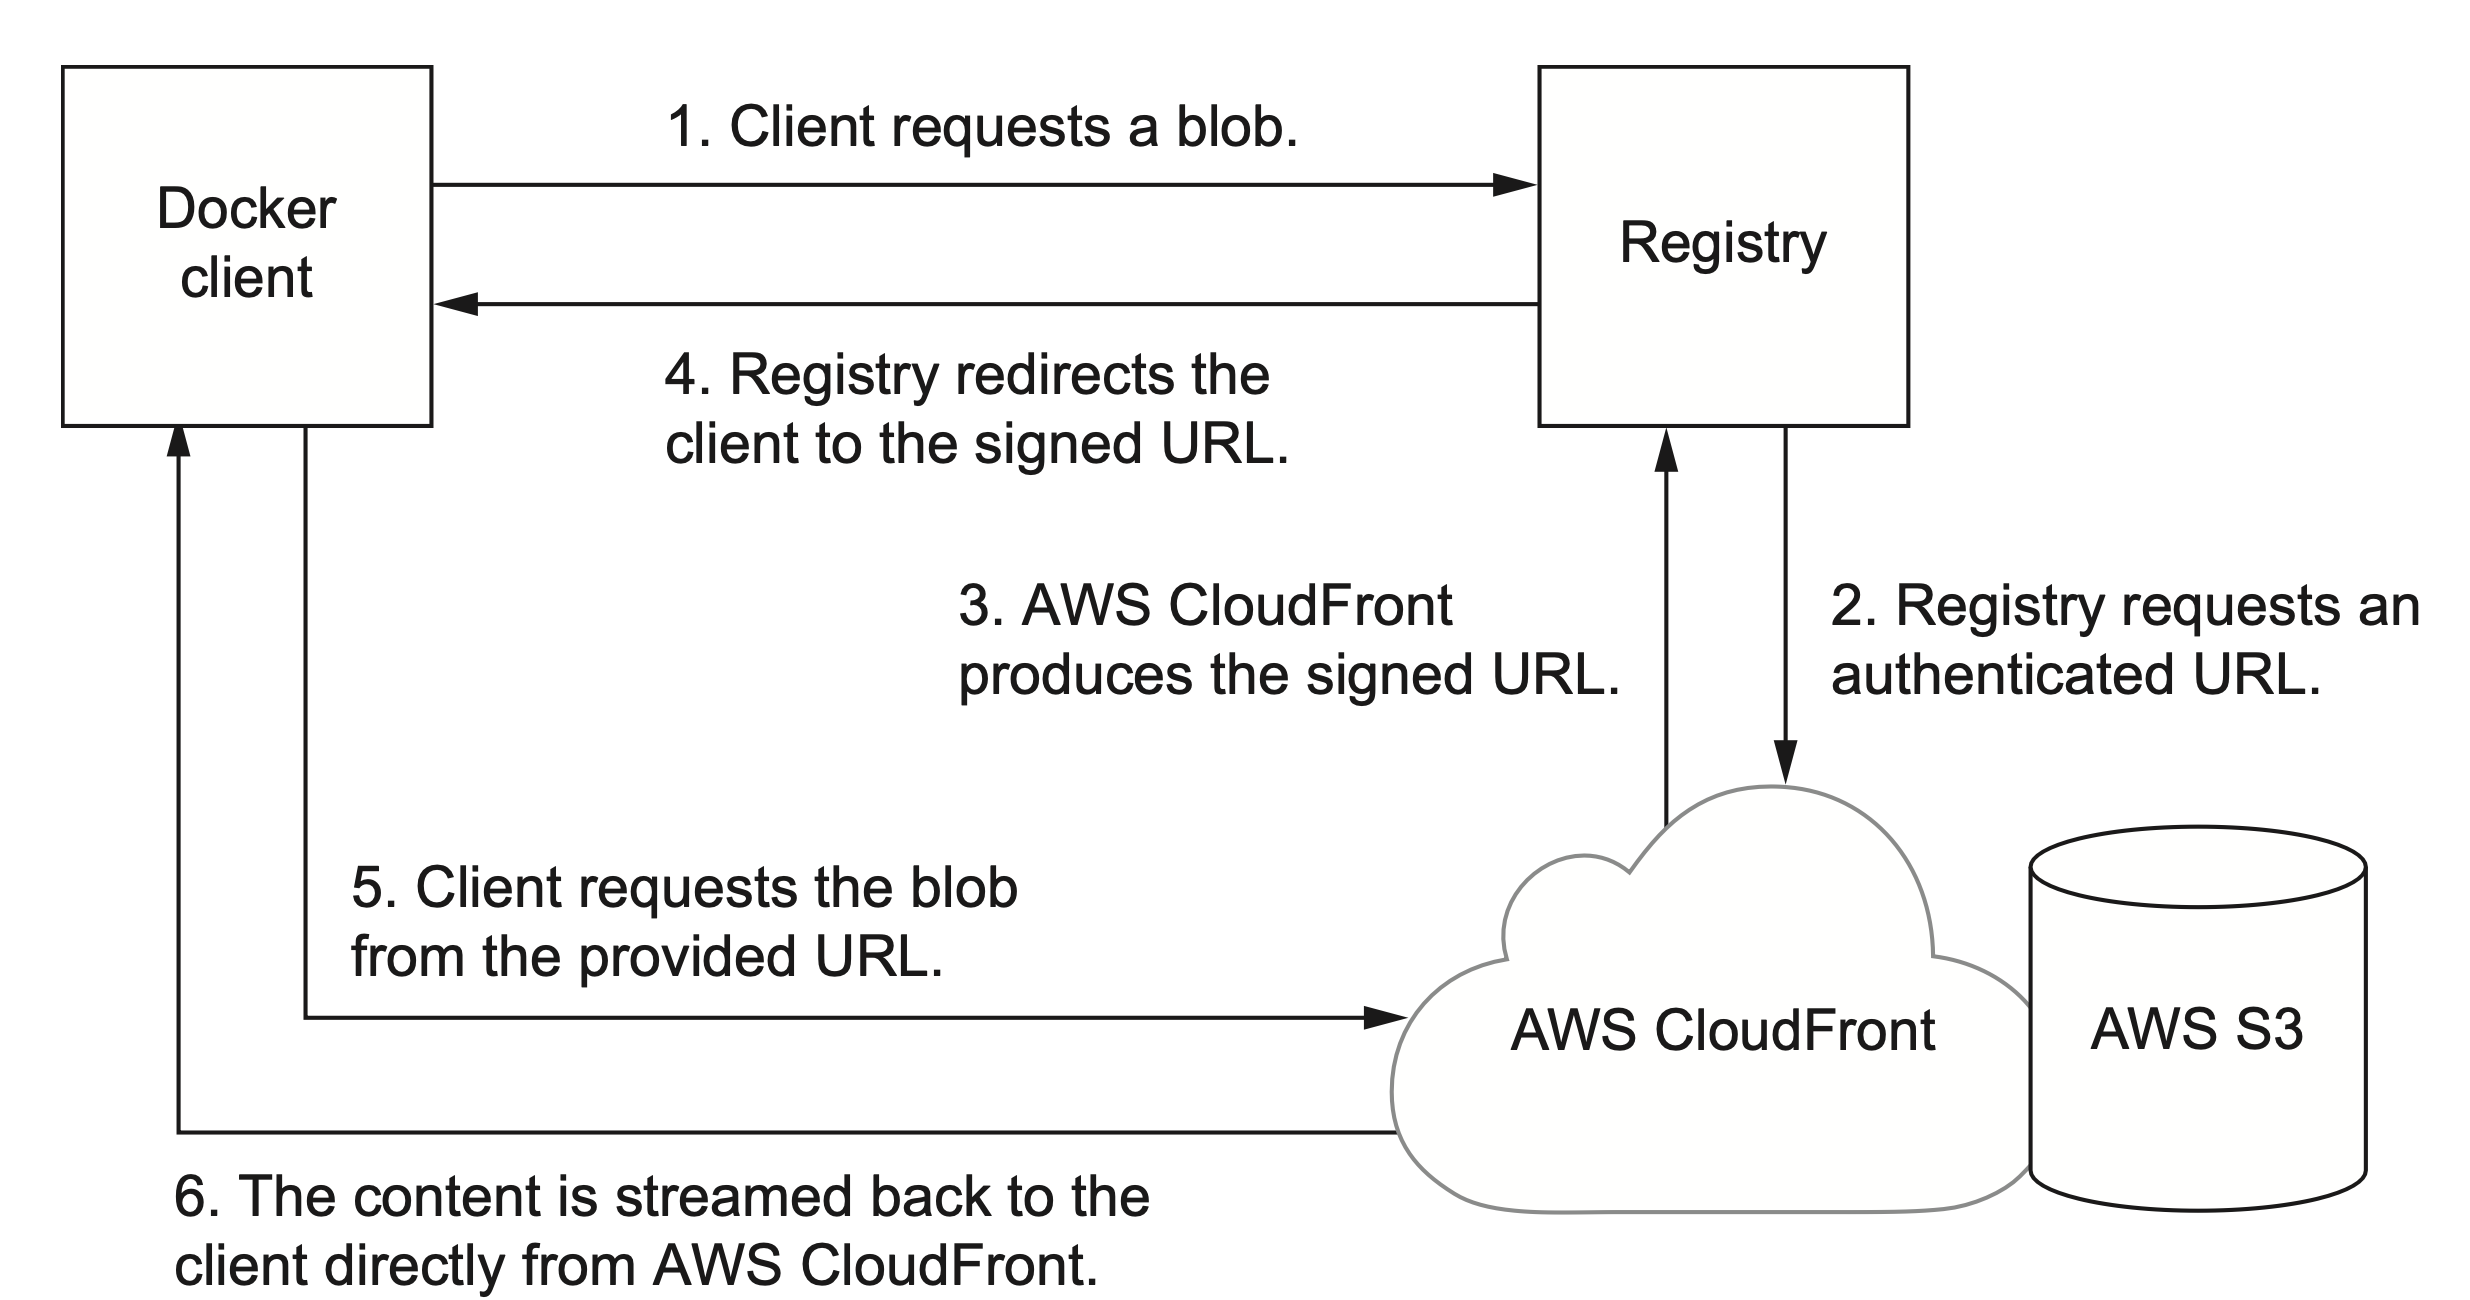 Docker
client
1. Client requests a blob.
Registry
4. Registry redirects the
client to the signed URL.
3. AWS CloudFront
produces the signed URL.
2. Registry requests an
authenticated URL.
5. Client requests the blob
from the provided URL.
AWS CloudFront
AWS S3
6. The content is streamed back to the
client directly from AWS CloudFront.